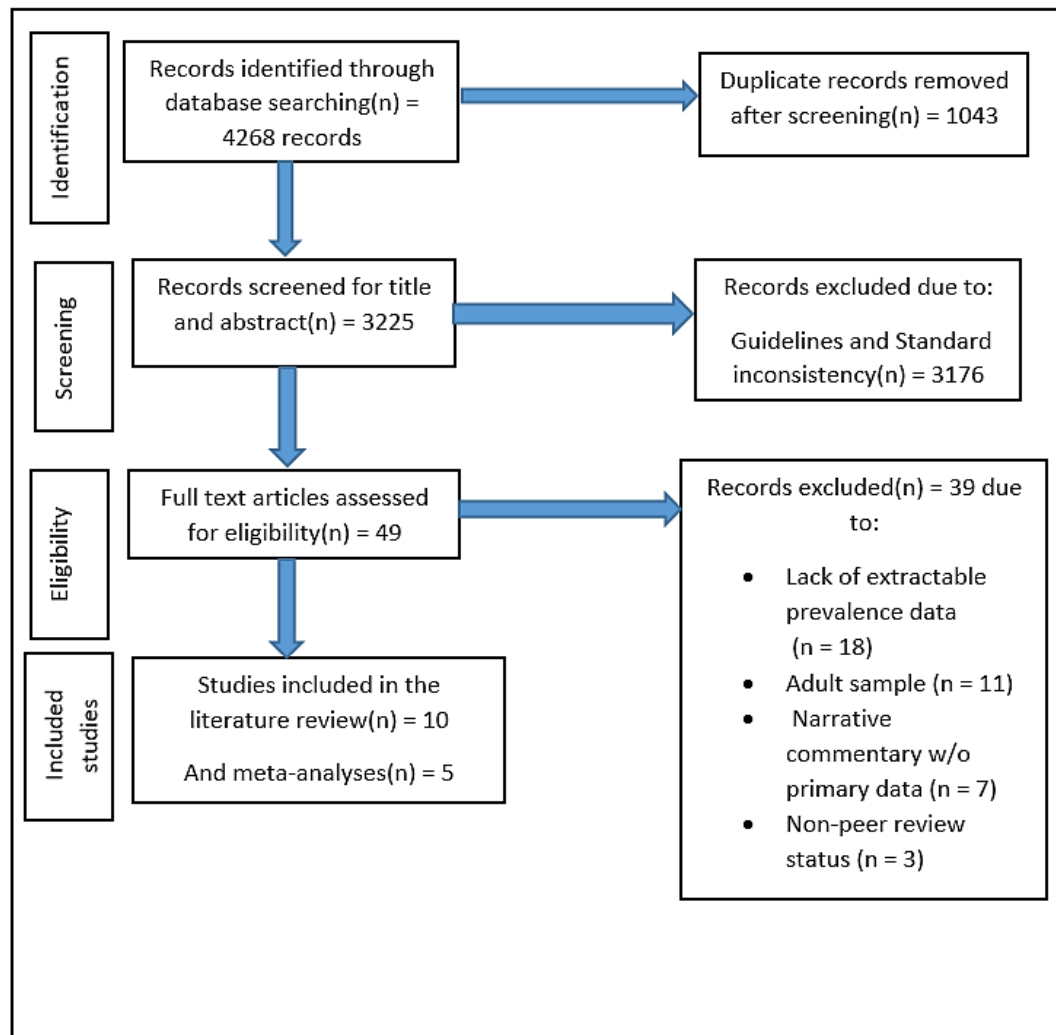 Identification
Records identified through
database searching(n) =
4268 records
Duplicate records removed
after screening(n) = 1043
Screening
Records screened for title
and abstract(n) = 3225
Records excluded due to:
Guidelines and Standard
inconsistency(n) = 3176
Eligibility
Full text articles assessed
for eligibility(n) = 49
Records excluded(n) = 39 due
to:
• Lack of extractable
prevalence data
(n = 18)
• Adult sample (n = 11)
• Narrative
commentary w/o
primary data (n = 7)
• Non-peer review
status (n = 3)
Included
studies
Studies included in the
literature review(n) = 10
And meta-analyses(n) = 5